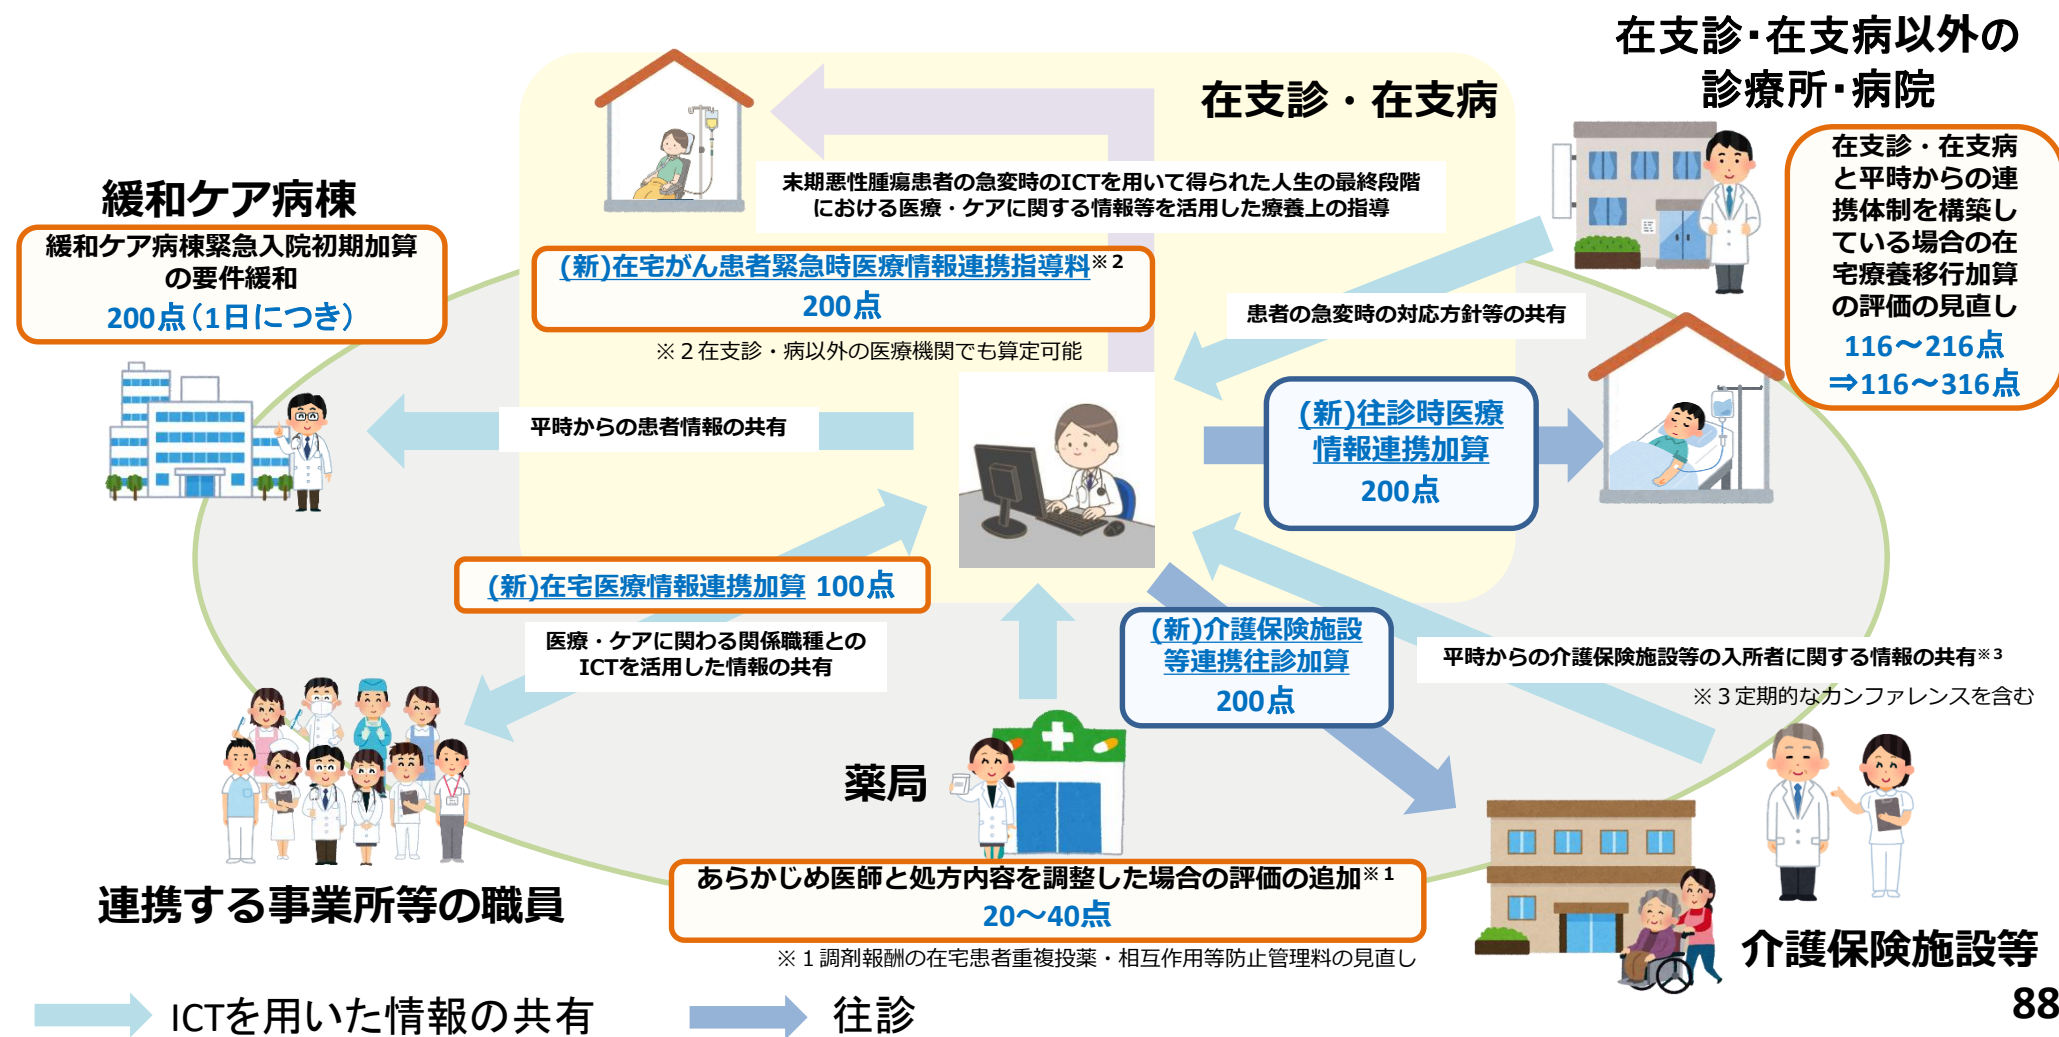 在支診・在支病以外の
診療所・病院
在支診・在支病
在支診・在支病
と平時からの連
携体制を構築し
ている場合の在
宅療養移行加算
の評価の見直し
116～216点
⇒116～316点
末期悪性腫瘍患者の急変時のICTを用いて得られた人生の最終段階
における医療・ケアに関する情報等を活用した療養上の指導
緩和ケア病棟
緩和ケア病棟緊急入院初期加算
の要件緩和
200点（1日につき）
(新)在宅がん患者緊急時医療情報連携指導料※2
200点
※２在支診・病以外の医療機関でも算定可能
患者の急変時の対応方針等の共有
平時からの患者情報の共有
(新)往診時医療
情報連携加算
200点
(新)在宅医療情報連携加算 100点
医療・ケアに関わる関係職種との
ICTを活用した情報の共有
(新)介護保険施設
等連携往診加算
200点
平時からの介護保険施設等の入所者に関する情報の共有※3
※３定期的なカンファレンスを含む
薬局
あらかじめ医師と処方内容を調整した場合の評価の追加※1
20～40点
※１調剤報酬の在宅患者重複投薬・相互作用等防止管理料の見直し
連携する事業所等の職員
介護保険施設等
ICTを用いた情報の共有
往診
88